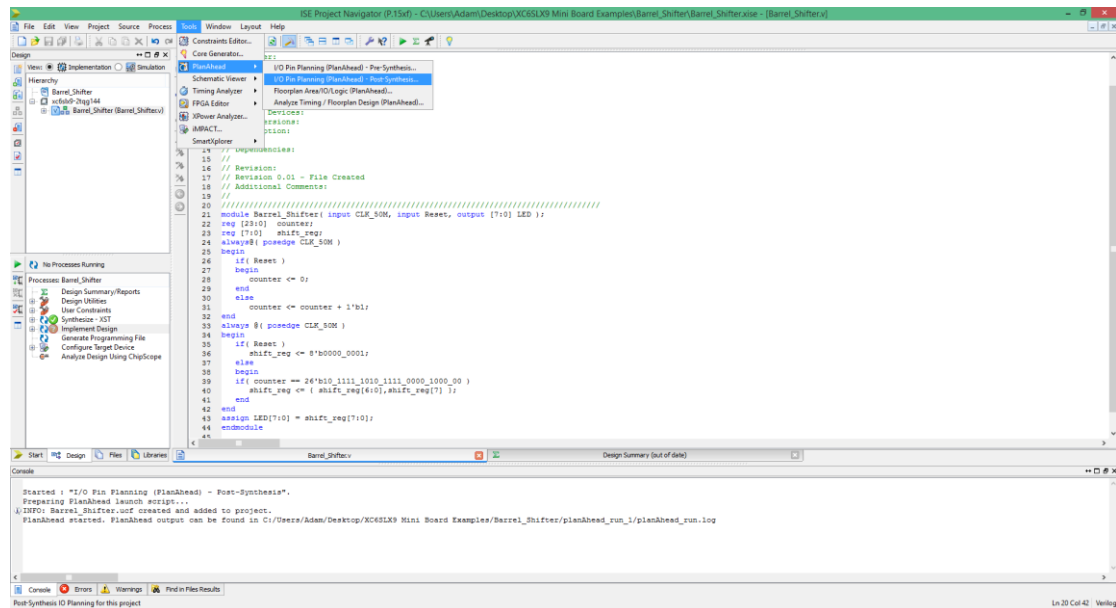 ISE Project Navigator (P.15xf) - C:\Users\Adam\Desktop\XC6SLX9 Mini Board Examples\Barrel_Shifter\Barrel_Shifter.xise - [Barrel_Shifter.v]
File Edit View Project Source Process Tools Window Layout Help
Design
View: Implementation Simulation
Hierarchy
Barrel_Shifter
xc6slx9-2tqg144
Barrel_Shifter (Barrel_Shifter.v)
Constraints Editor...
Core Generator...
PlanAhead
Schematic Viewer
Timing Analyzer
FPGA Editor
XPower Analyzer...
iMPACT...
SmartXplorer
I/O Pin Planning (PlanAhead) - Pre-Synthesis...
I/O Pin Planning (PlanAhead) - Post-Synthesis...
Floorplan Area/IO/Logic (PlanAhead)...
Analyze Timing / Floorplan Design (PlanAhead)...
Devices:
ersions:
ption:
14 // Dependencies:
15 //
16 // Revision:
17 // Revision 0.01 - File Created
18 // Additional Comments:
19 //
20 //////////////////////////////////////////////////////////////////////////////////
21 module Barrel_Shifter( input CLK_50M, input Reset, output [7:0] LED );
22 reg [23:0] counter;
23 reg [7:0] shift_reg;
24 always@( posedge CLK_50M )
25 begin
26 if( Reset )
27 begin
28 counter <= 0;
29 end
30 else
31 counter <= counter + 1'b1;
32 end
33 always @( posedge CLK_50M )
34 begin
35 if( Reset )
36 shift_reg <= 8'b0000_0001;
37 else
38 begin
39 if( counter == 26'b10_1111_1010_1111_0000_1000_00 )
40 shift_reg <= { shift_reg[6:0],shift_reg[7] };
41 end
42 end
43 assign LED[7:0] = shift_reg[7:0];
44 endmodule
45
No Processes Running
Processes: Barrel_Shifter
Design Summary/Reports
Design Utilities
User Constraints
Synthesize - XST
Implement Design
Generate Programming File
Configure Target Device
Analyze Design Using ChipScope
Start Design Files Libraries
Barrel_Shifter.v
Design Summary (out of date)
Console
Started : "I/O Pin Planning (PlanAhead) - Post-Synthesis".
Preparing PlanAhead launch script...
INFO: Barrel_Shifter.ucf created and added to project.
PlanAhead started. PlanAhead output can be found in C:/Users/Adam/Desktop/XC6SLX9 Mini Board Examples/Barrel_Shifter/planAhead_run_1/planAhead_run.log
Console Errors Warnings Find in Files Results
Post-Synthesis IO Planning for this project
Ln 20 Col 42 Verilog